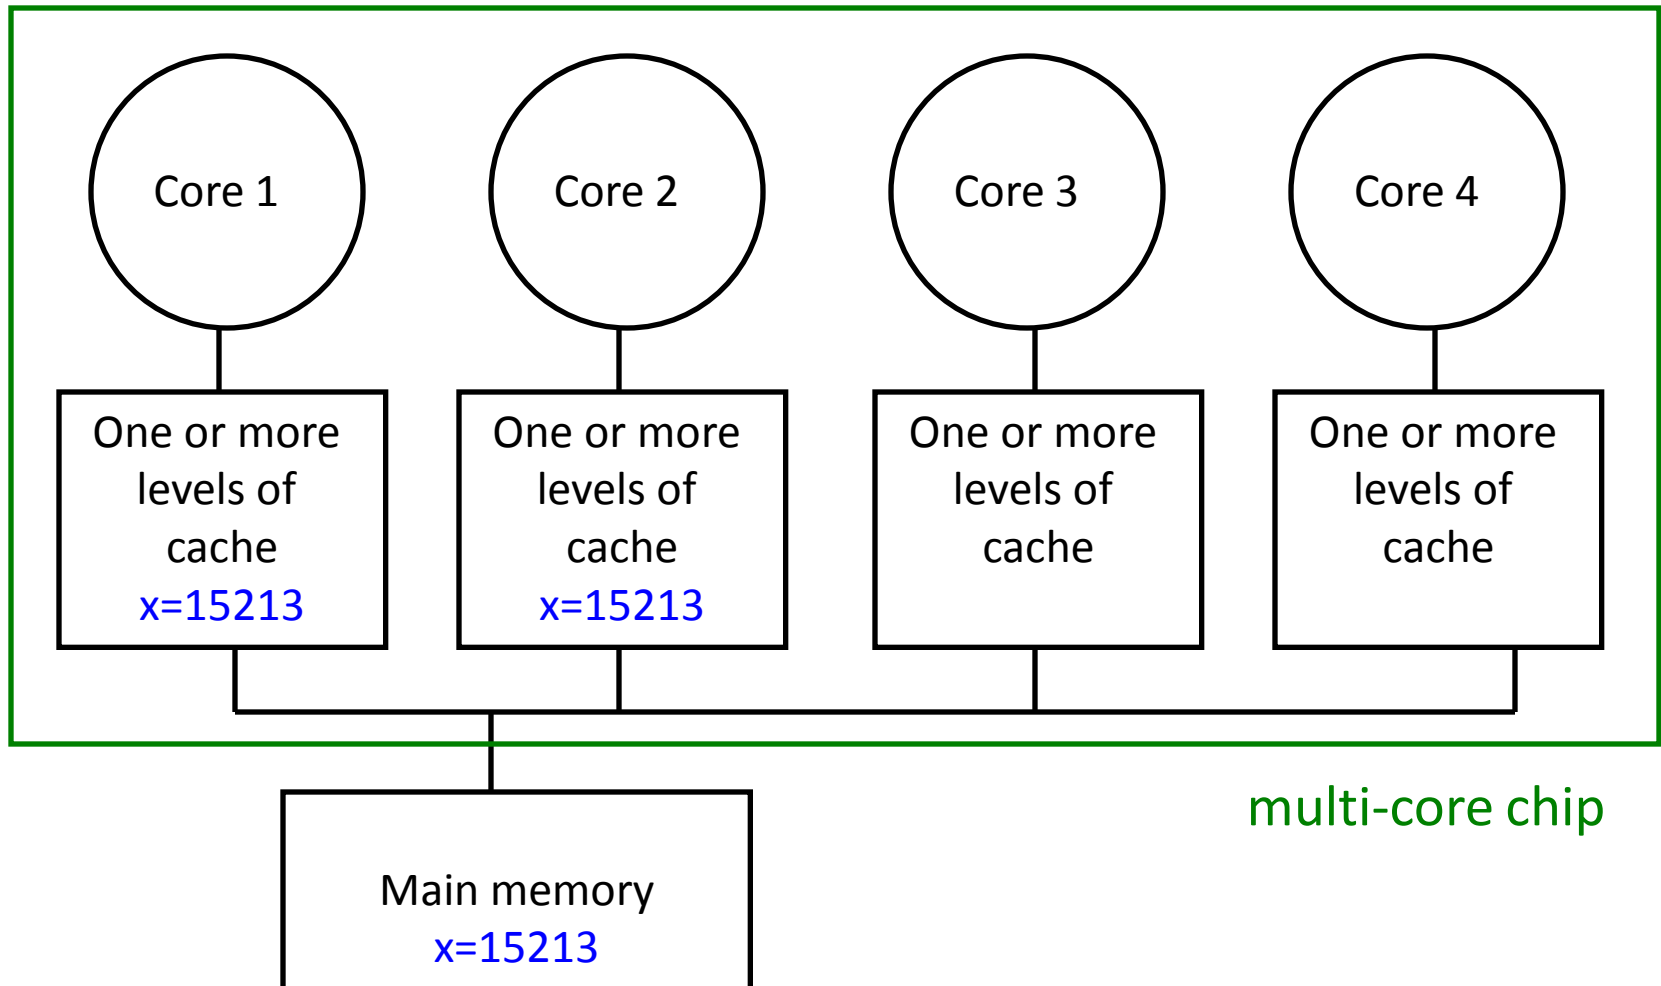 Core 1
Core 2
Core 3
Core 4
One or more
levels of
cache
x=15213
One or more
levels of
cache
x=15213
One or more
levels of
cache
One or more
levels of
cache
multi-core chip
Main memory
x=15213